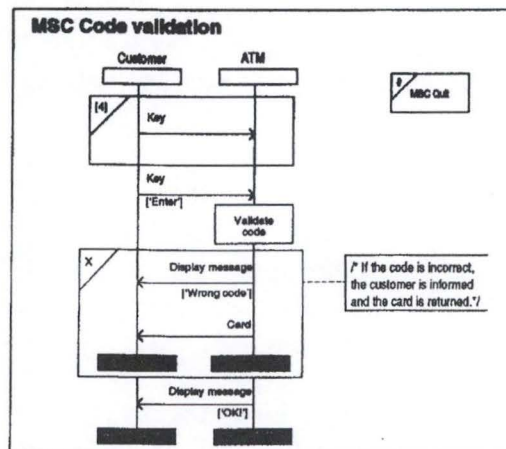 MSC Code validation
Customer
ATM
MSC Quit
[4]
Key
Key
['Enter']
Validate
code
X
Display message
['Wrong code']
Card
/* If the code is incorrect,
the customer is informed
and the card is returned.*/
Display message
['OK!']